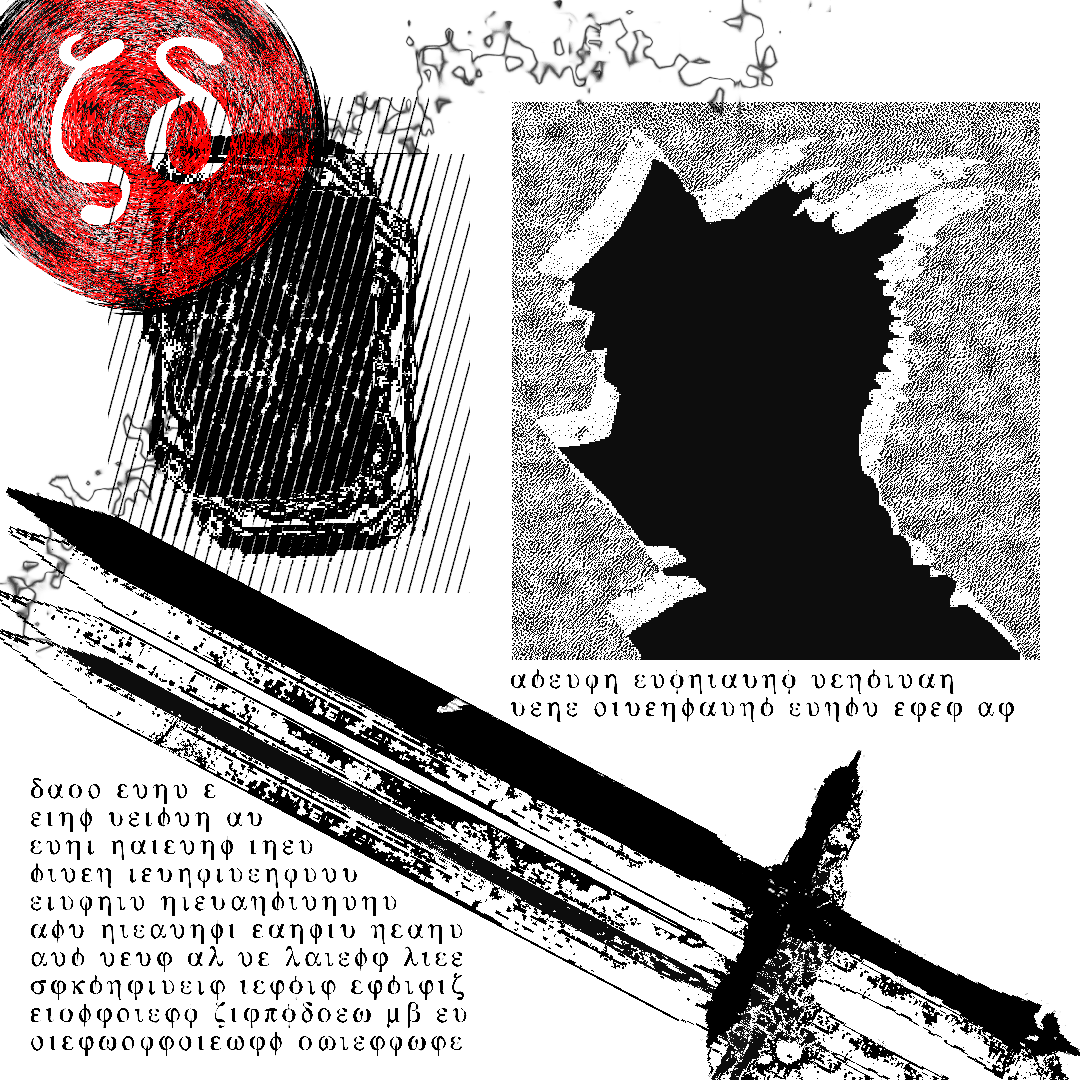 ζδ
αδευφη ευφηιαυηφ υεηφιυαη
υεηε οιυεηφαυηφ ευηφυ εφεφ αφ
δαοο ευηυ ε
ειηφ υειφυη αυ
ευηι ηαιευηφ ιηευ
φιυεη ιευηφιυεηφυυυ
ειυφηιυ ηιευαηφιυηυηυ
αφυ ηιεαυηφι εαηφιυ ηεαηυ
αυφ υευφ αλ υε λαιεφφ λιεε
σφκφηφιυειφ ιεφφιφ εφφιφιζ
ειοφφοιεφφ ζιφπφδοεω μβ ευ
οιεφωοφφοιεωφφ οωιεφφωφε